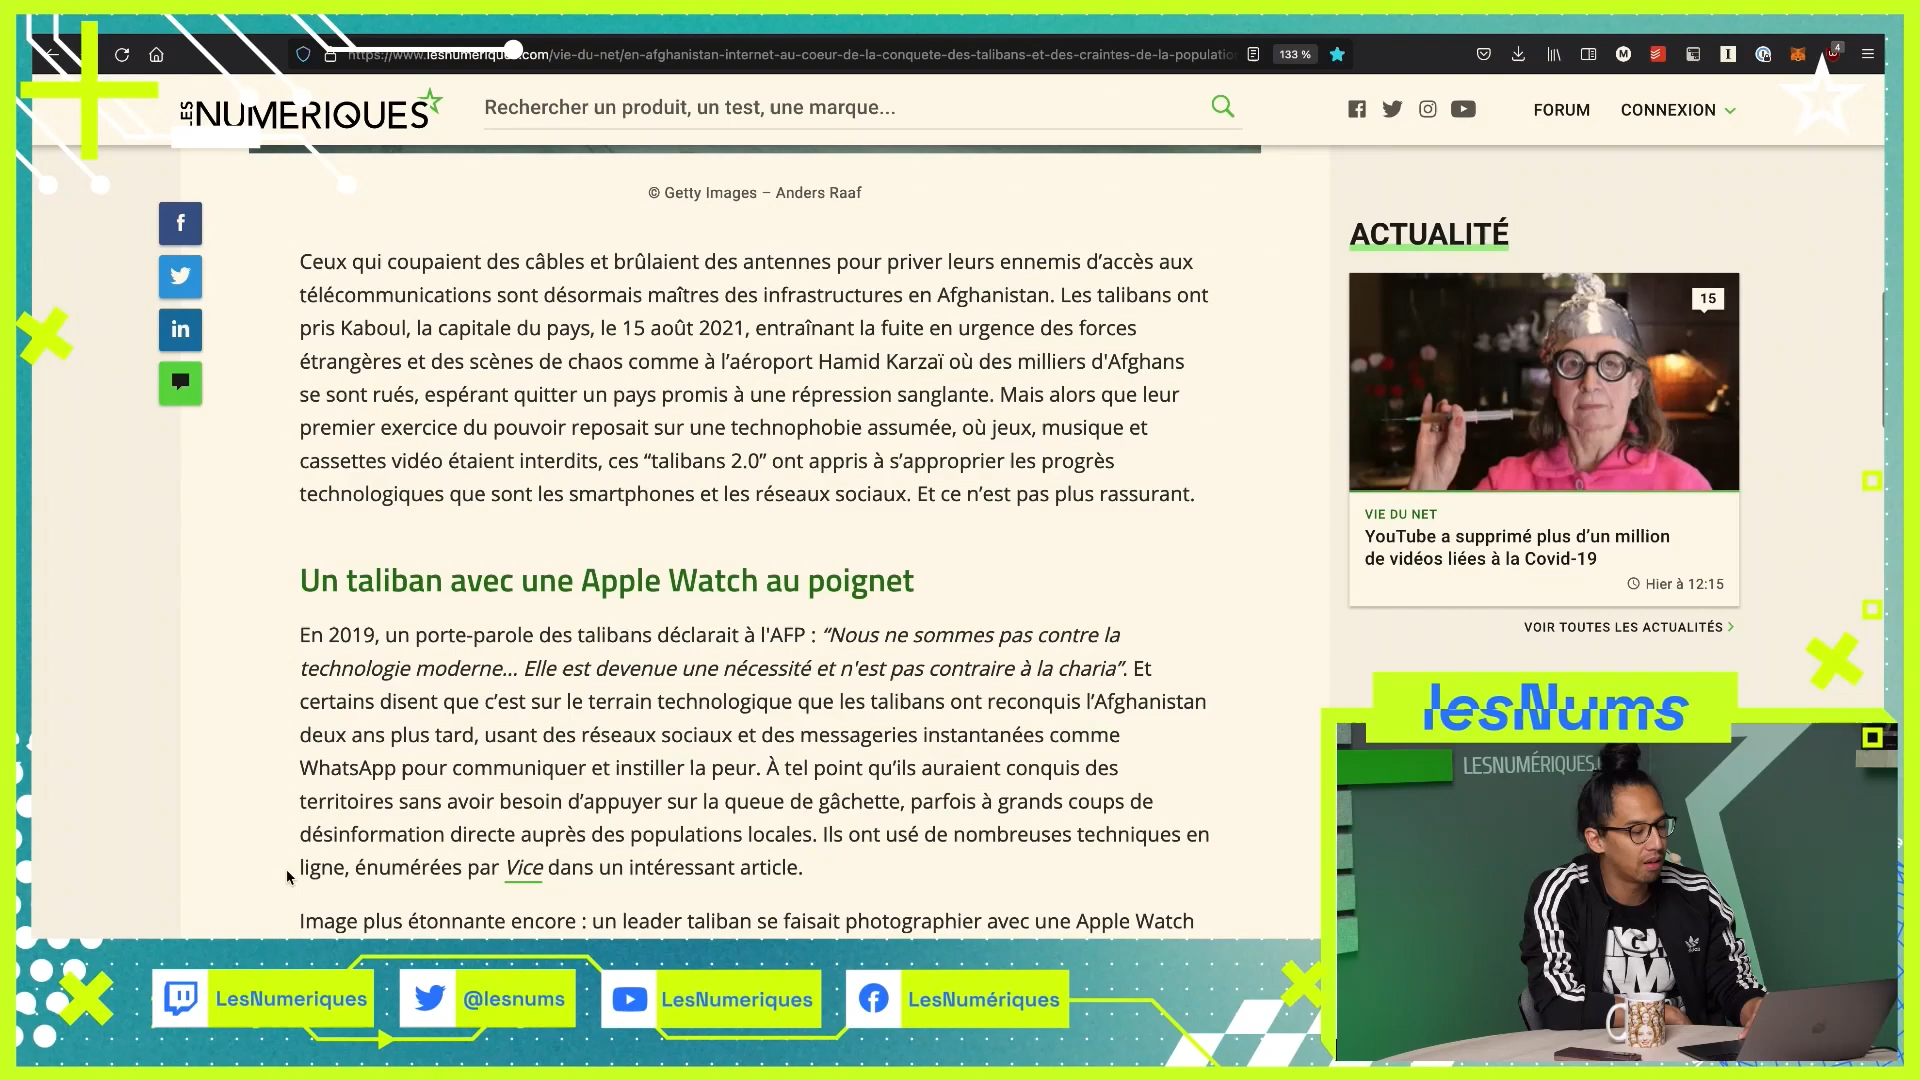 https://www.lesnumeriques.com/vie-du-net/en-afghanistan-internet-au-coeur-de-la-conquete-des-talibans-et-des-craintes-de-la-populatio
133 %
4
LES NUMERIQUES
Rechercher un produit, un test, une marque...
FORUM
CONNEXION
© Getty Images – Anders Raaf
Ceux qui coupaient des câbles et brûlaient des antennes pour priver leurs ennemis d’accès aux
télécommunications sont désormais maîtres des infrastructures en Afghanistan. Les talibans ont
pris Kaboul, la capitale du pays, le 15 août 2021, entraînant la fuite en urgence des forces
étrangères et des scènes de chaos comme à l’aéroport Hamid Karzaï où des milliers d'Afghans
se sont rués, espérant quitter un pays promis à une répression sanglante. Mais alors que leur
premier exercice du pouvoir reposait sur une technophobie assumée, où jeux, musique et
cassettes vidéo étaient interdits, ces “talibans 2.0” ont appris à s’approprier les progrès
technologiques que sont les smartphones et les réseaux sociaux. Et ce n’est pas plus rassurant.
Un taliban avec une Apple Watch au poignet
En 2019, un porte-parole des talibans déclarait à l'AFP : “Nous ne sommes pas contre la
technologie moderne... Elle est devenue une nécessité et n'est pas contraire à la charia”. Et
certains disent que c’est sur le terrain technologique que les talibans ont reconquis l’Afghanistan
deux ans plus tard, usant des réseaux sociaux et des messageries instantanées comme
WhatsApp pour communiquer et instiller la peur. À tel point qu’ils auraient conquis des
territoires sans avoir besoin d’appuyer sur la queue de gâchette, parfois à grands coups de
désinformation directe auprès des populations locales. Ils ont usé de nombreuses techniques en
ligne, énumérées par Vice dans un intéressant article.
Image plus étonnante encore : un leader taliban se faisait photographier avec une Apple Watch
ACTUALITÉ
15
VIE DU NET
YouTube a supprimé plus d’un million
de vidéos liées à la Covid-19
Hier à 12:15
VOIR TOUTES LES ACTUALITÉS
lesNums
LESNUMÉRIQUES.
LesNumeriques
@lesnums
LesNumeriques
LesNumériques